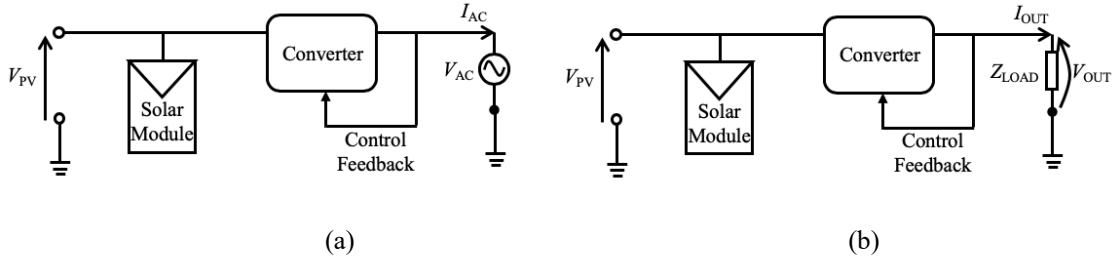 I_AC
Converter
V_AC
V_PV
Solar
Module
Control
Feedback
(a)
I_OUT
Converter
Z_LOAD
V_OUT
V_PV
Solar
Module
Control
Feedback
(b)